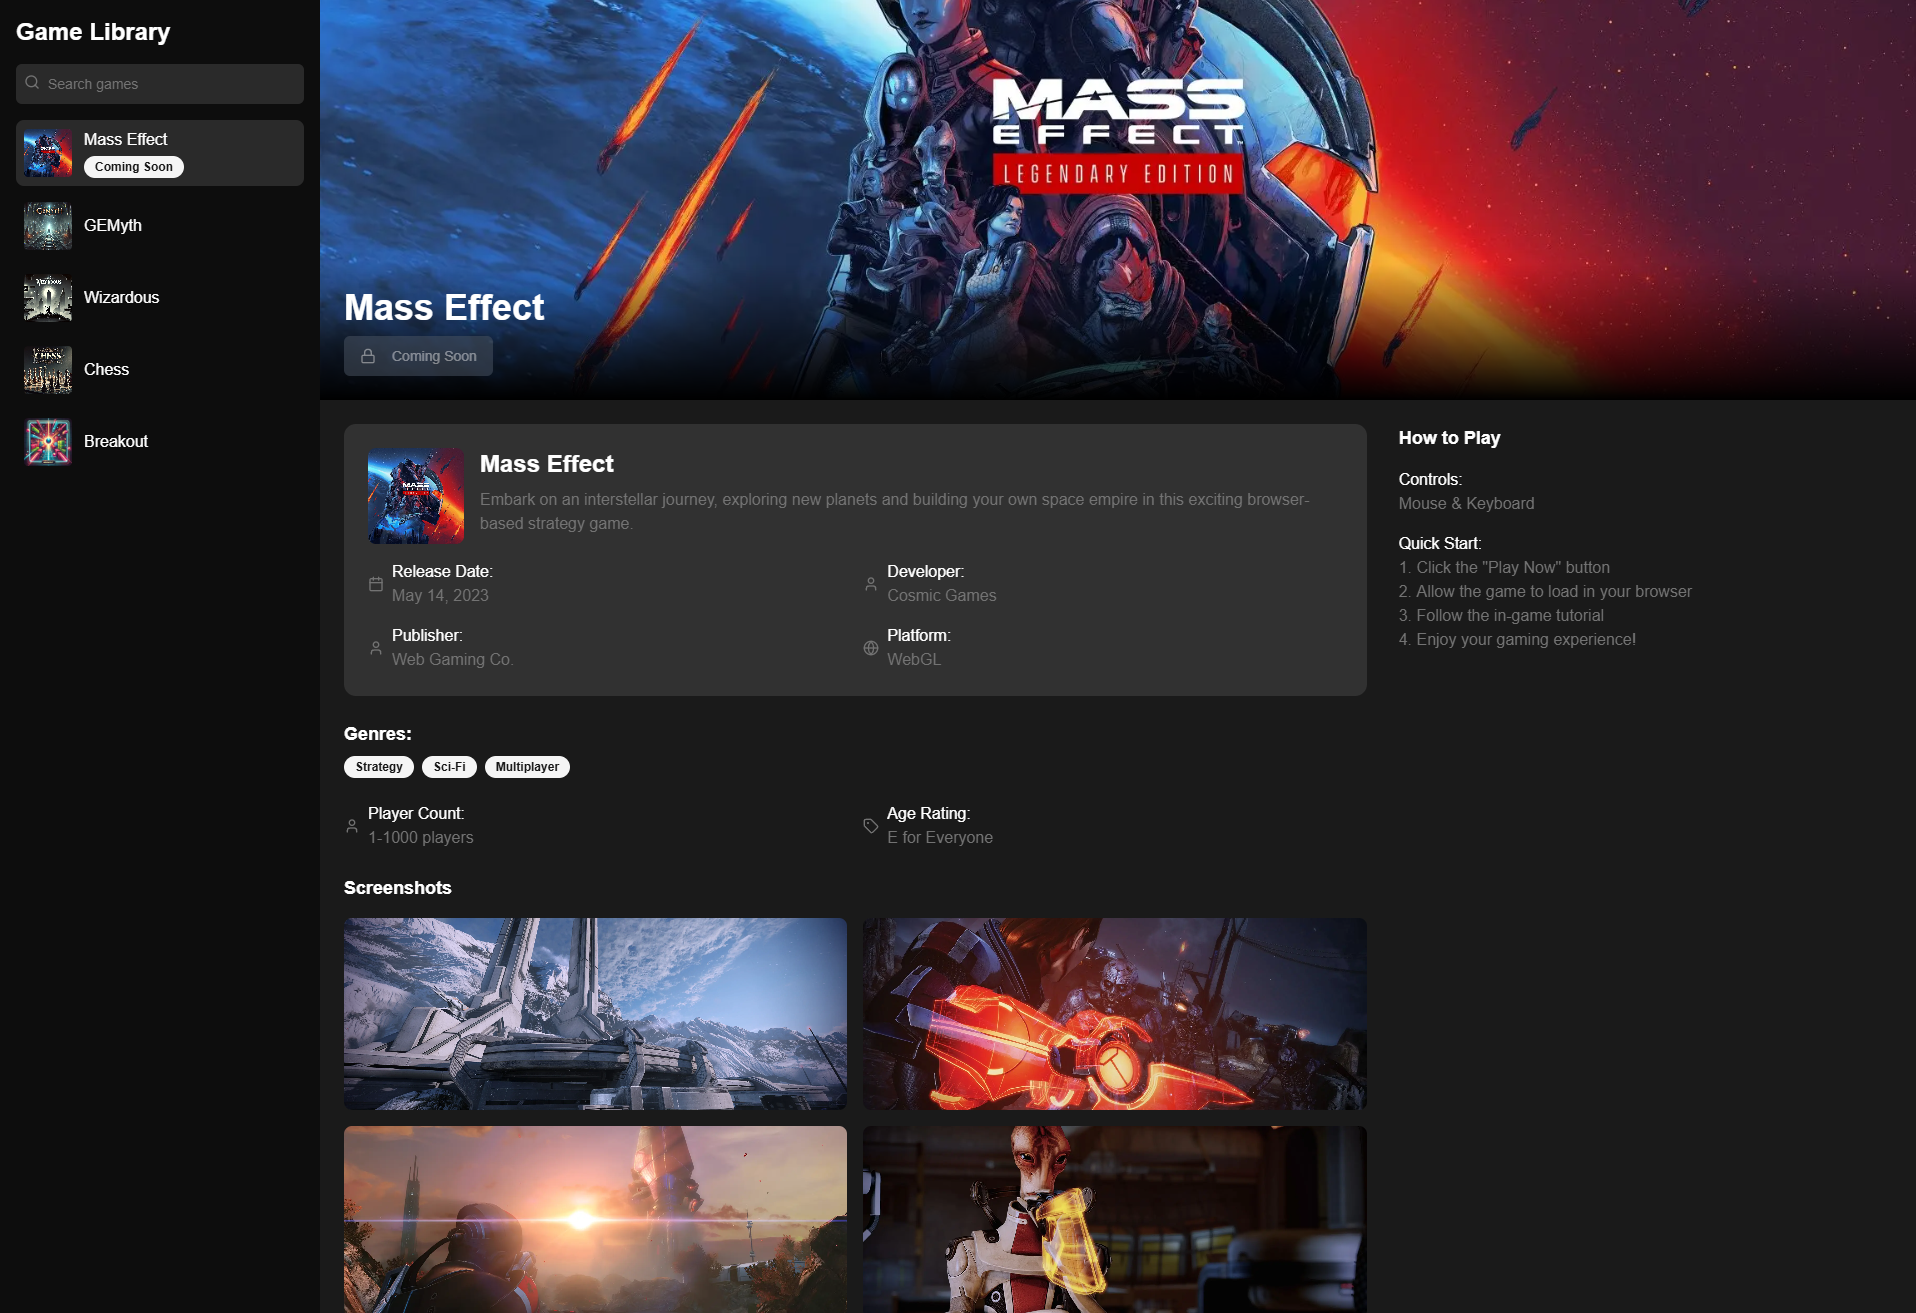 Game Library
Search games
Mass Effect
Coming Soon
GEMyth
Wizardous
CHESS
Chess
Breakout
MASS
EFFECT
LEGENDARY EDITION
Mass Effect
Coming Soon
MASS
Mass Effect
Embark on an interstellar journey, exploring new planets and building your own space empire in this exciting browser-
based strategy game.
Release Date:
May 14, 2023
Developer:
Cosmic Games
Publisher:
Web Gaming Co.
Platform:
WebGL
Genres:
Strategy
Sci-Fi
Multiplayer
Player Count:
1-1000 players
Age Rating:
E for Everyone
Screenshots
How to Play
Controls:
Mouse & Keyboard
Quick Start:
1. Click the "Play Now" button
2. Allow the game to load in your browser
3. Follow the in-game tutorial
4. Enjoy your gaming experience!